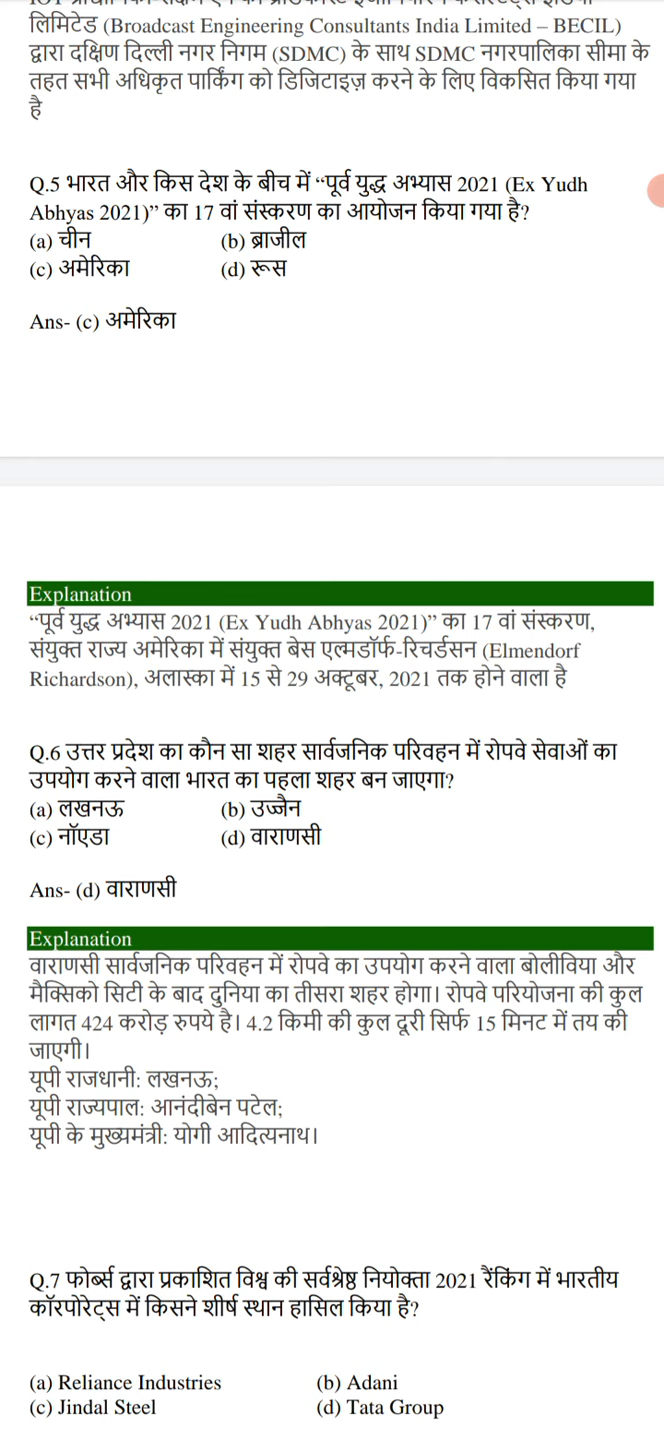 लिमिटेड (Broadcast Engineering Consultants India Limited – BECIL)
द्वारा दक्षिण दिल्ली नगर निगम (SDMC) के साथ SDMC नगरपालिका सीमा के
तहत सभी अधिकृत पार्किंग को डिजिटाइज़ करने के लिए विकसित किया गया
है
Q.5 भारत और किस देश के बीच में “पूर्व युद्ध अभ्यास 2021 (Ex Yudh
Abhyas 2021)” का 17 वां संस्करण का आयोजन किया गया है?
(a) चीन (b) ब्राजील
(c) अमेरिका (d) रूस
Ans- (c) अमेरिका
Explanation
“पूर्व युद्ध अभ्यास 2021 (Ex Yudh Abhyas 2021)” का 17 वां संस्करण,
संयुक्त राज्य अमेरिका में संयुक्त बेस एल्मडॉर्फ-रिचर्डसन (Elmendorf
Richardson), अलास्का में 15 से 29 अक्टूबर, 2021 तक होने वाला है
Q.6 उत्तर प्रदेश का कौन सा शहर सार्वजनिक परिवहन में रोपवे सेवाओं का
उपयोग करने वाला भारत का पहला शहर बन जाएगा?
(a) लखनऊ (b) उज्जैन
(c) नॉएडा (d) वाराणसी
Ans- (d) वाराणसी
Explanation
वाराणसी सार्वजनिक परिवहन में रोपवे का उपयोग करने वाला बोलीविया और
मैक्सिको सिटी के बाद दुनिया का तीसरा शहर होगा। रोपवे परियोजना की कुल
लागत 424 करोड़ रुपये है। 4.2 किमी की कुल दूरी सिर्फ 15 मिनट में तय की
जाएगी।
यूपी राजधानी: लखनऊ;
यूपी राज्यपाल: आनंदीबेन पटेल;
यूपी के मुख्यमंत्री: योगी आदित्यनाथ।
Q.7 फोर्ब्स द्वारा प्रकाशित विश्व की सर्वश्रेष्ठ नियोक्ता 2021 रैंकिंग में भारतीय
कॉरपोरेट्स में किसने शीर्ष स्थान हासिल किया है?
(a) Reliance Industries (b) Adani
(c) Jindal Steel (d) Tata Group